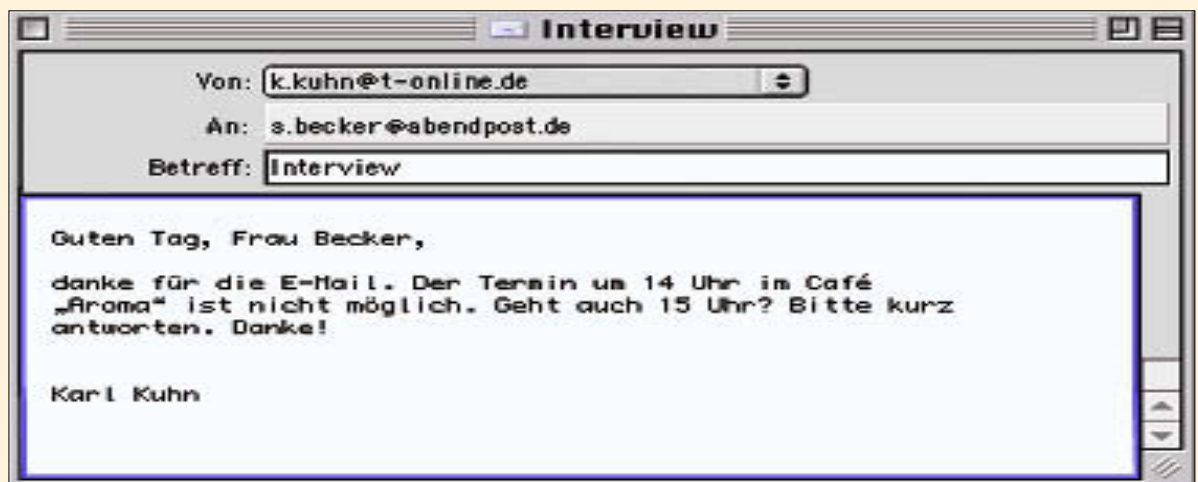 Interview
Von: k.kuhn@t-online.de
An: s.becker@abendpost.de
Betreff: Interview
Guten Tag, Frau Becker,
danke für die E-Mail. Der Termin um 14 Uhr im Café
„Aroma“ ist nicht möglich. Geht auch 15 Uhr? Bitte kurz
antworten. Danke!
Karl Kuhn